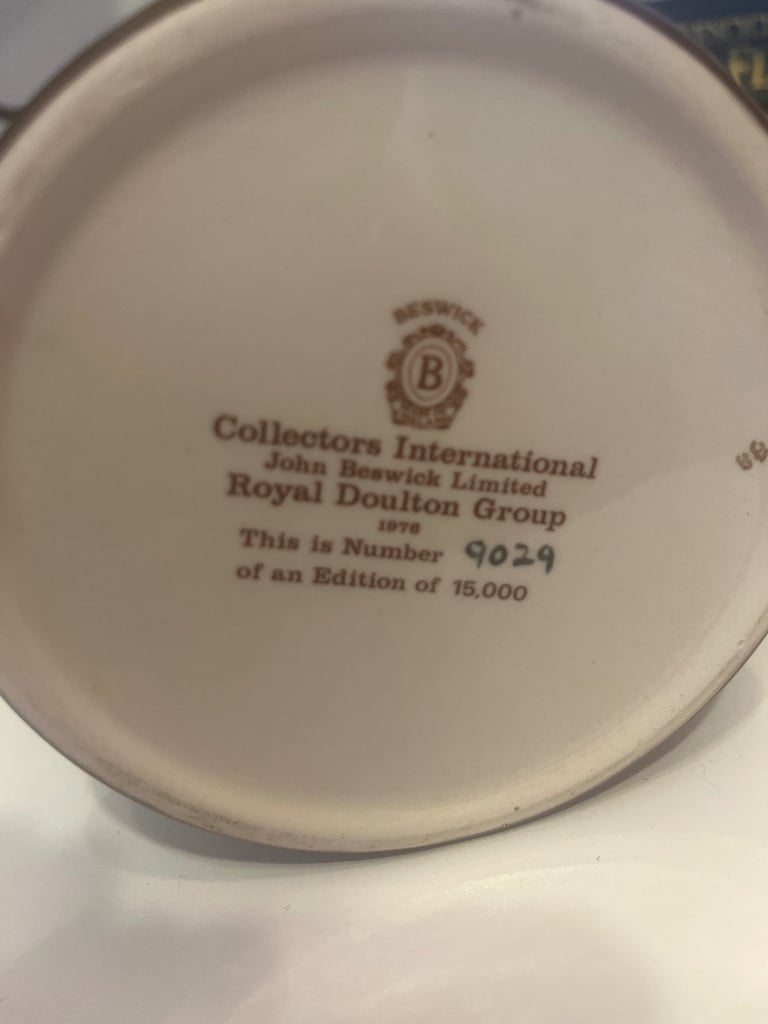 BESWICK
B
Collectors International
John Beswick Limited
Royal Doulton Group
1976
This is Number 9029
of an Edition of 15,000